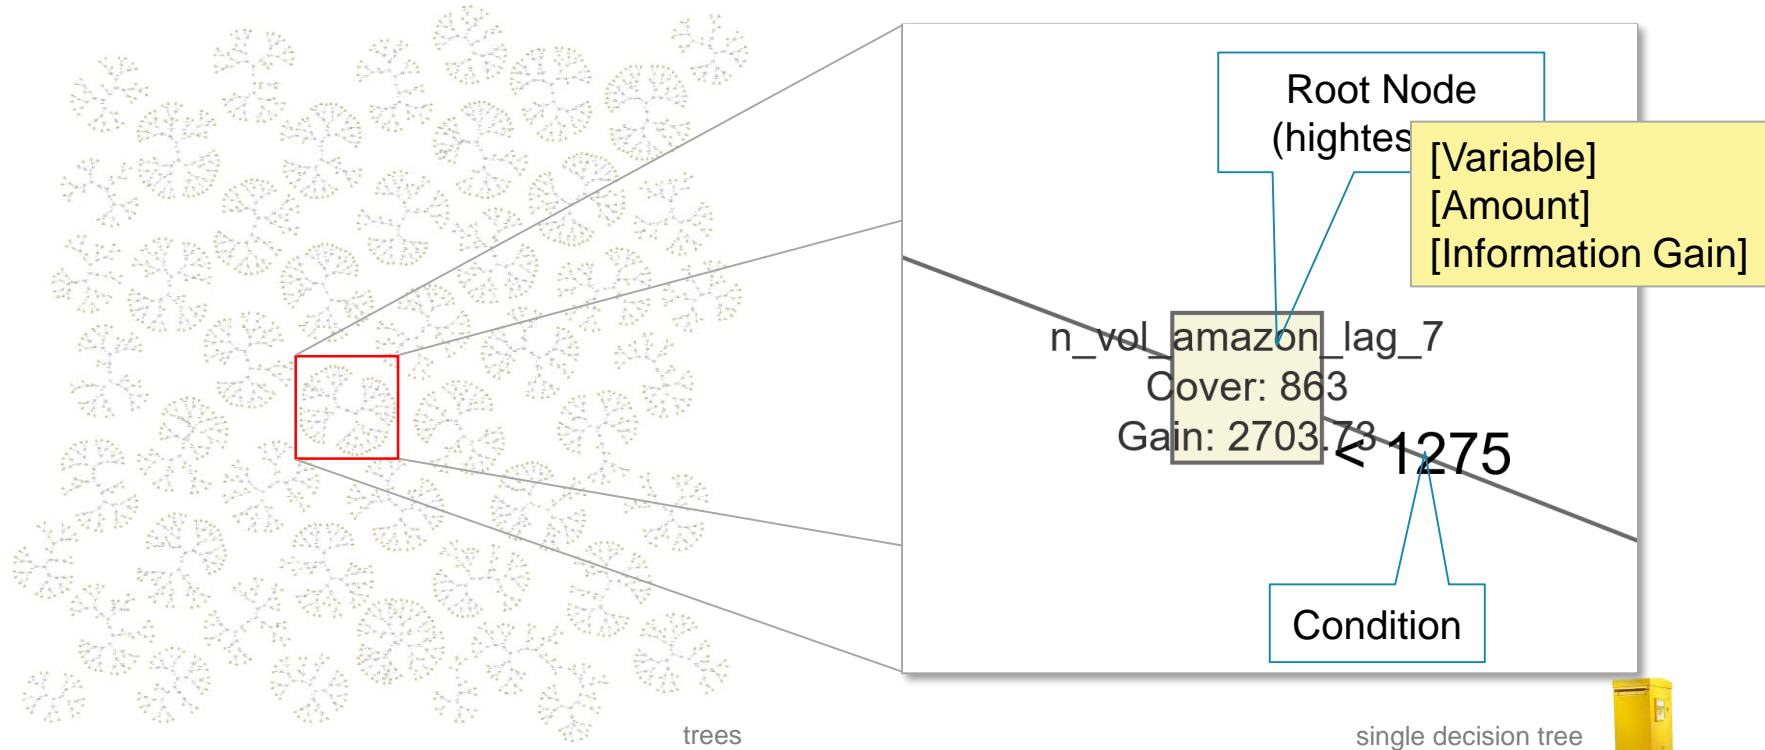 Root Node
(hightes
[Variable]
[Amount]
[Information Gain]
n_vol_amazon_lag_7
Cover: 863
Gain: 2703.73
< 1275
Condition
trees
single decision tree